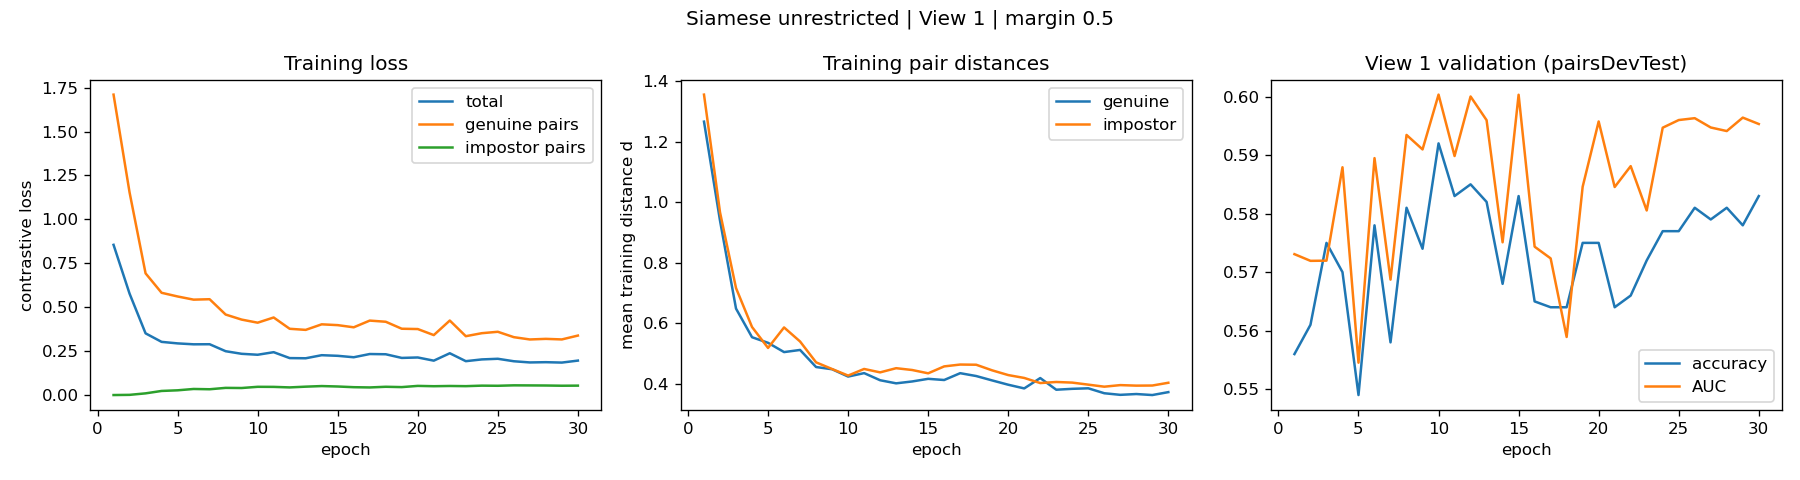 Siamese unrestricted | View 1 | margin 0.5
Training loss
contrastive loss
1.75
1.50
1.25
1.00
0.75
0.50
0.25
0.00
total
genuine pairs
impostor pairs
0 5 10 15 20 25 30
epoch
Training pair distances
mean training distance d
1.4
1.2
1.0
0.8
0.6
0.4
genuine
impostor
0 5 10 15 20 25 30
epoch
View 1 validation (pairsDevTest)
0.60
0.59
0.58
0.57
0.56
0.55
accuracy
AUC
0 5 10 15 20 25 30
epoch